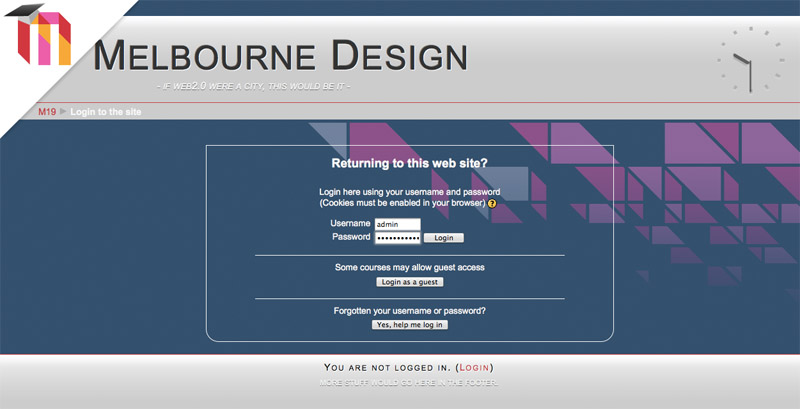 MELBOURNE DESIGN
- IF WEB2.0 WERE A CITY, THIS WOULD BE IT -
M19 ► Login to the site
Returning to this web site?
Login here using your username and password
(Cookies must be enabled in your browser) ?
Username admin
Password ••••••••••• Login
Some courses may allow guest access
Login as a guest
Forgotten your username or password?
Yes, help me log in
YOU ARE NOT LOGGED IN. (LOGIN)
MORE STUFF WOULD GO HERE IN THE FOOTER.